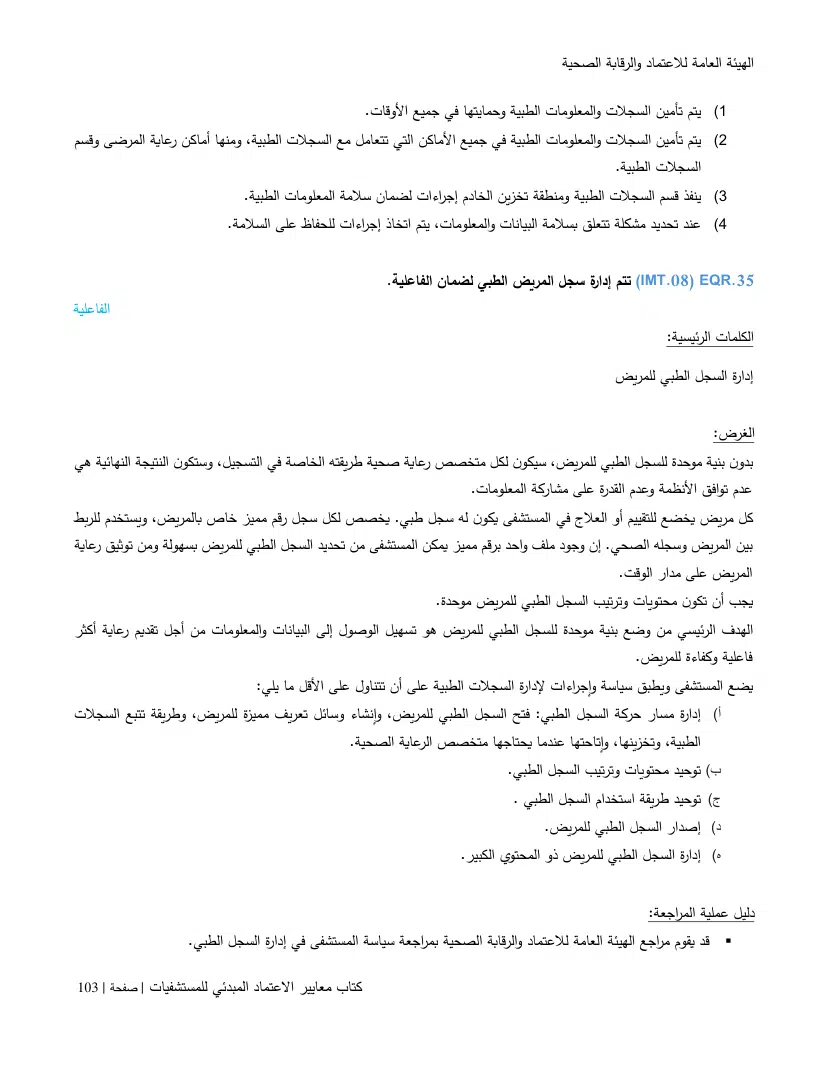 الهيئة العامة للاعتماد والرقابة الصحية
1) يتم تأمين السجلات والمعلومات الطبية وحمايتها في جميع الأوقات.
2) يتم تأمين السجلات والمعلومات الطبية في جميع الأماكن التي تتعامل مع السجلات الطبية، ومنها أماكن رعاية المرضى وقسم
السجلات الطبية.
3) ينفذ قسم السجلات الطبية ومنطقة تخزين الخادم إجراءات لضمان سلامة المعلومات الطبية.
4) عند تحديد مشكلة تتعلق بسلامة البيانات والمعلومات، يتم اتخاذ إجراءات للحفاظ على السلامة.
EQR.35 (IMT.08) تتم إدارة سجل المريض الطبي لضمان الفاعلية.
الفاعلية
الكلمات الرئيسية:
إدارة السجل الطبي للمريض
الغرض:
بدون بنية موحدة للسجل الطبي للمريض، سيكون لكل متخصص رعاية صحية طريقته الخاصة في التسجيل، وستكون النتيجة النهائية هي
عدم توافق الأنظمة وعدم القدرة على مشاركة المعلومات.
كل مريض يخضع للتقييم أو العلاج في المستشفى يكون له سجل طبي. يخصص لكل سجل رقم مميز خاص بالمريض، ويستخدم للربط
بين المريض وسجله الصحي. إن وجود ملف واحد برقم مميز يمكن المستشفى من تحديد السجل الطبي للمريض بسهولة ومن توثيق رعاية
المريض على مدار الوقت.
يجب أن تكون محتويات وترتيب السجل الطبي للمريض موحدة.
الهدف الرئيسي من وضع بنية موحدة للسجل الطبي للمريض هو تسهيل الوصول إلى البيانات والمعلومات من أجل تقديم رعاية أكثر
فاعلية وكفاءة للمريض.
يضع المستشفى ويطبق سياسة وإجراءات لإدارة السجلات الطبية على أن تتناول على الأقل ما يلي:
أ) إدارة مسار حركة السجل الطبي: فتح السجل الطبي للمريض، وإنشاء وسائل تعريف مميزة للمريض، وطريقة تتبع السجلات
الطبية، وتخزينها، وإتاحتها عندما يحتاجها متخصص الرعاية الصحية.
ب) توحيد محتويات وترتيب السجل الطبي.
ج) توحيد طريقة استخدام السجل الطبي .
د) إصدار السجل الطبي للمريض.
ه) إدارة السجل الطبي للمريض ذو المحتوي الكبير.
دليل عملية المراجعة:
▪ قد يقوم مراجع الهيئة العامة للاعتماد والرقابة الصحية بمراجعة سياسة المستشفى في إدارة السجل الطبي.
كتاب معايير الاعتماد المبدئي للمستشفيات | صفحة | 103